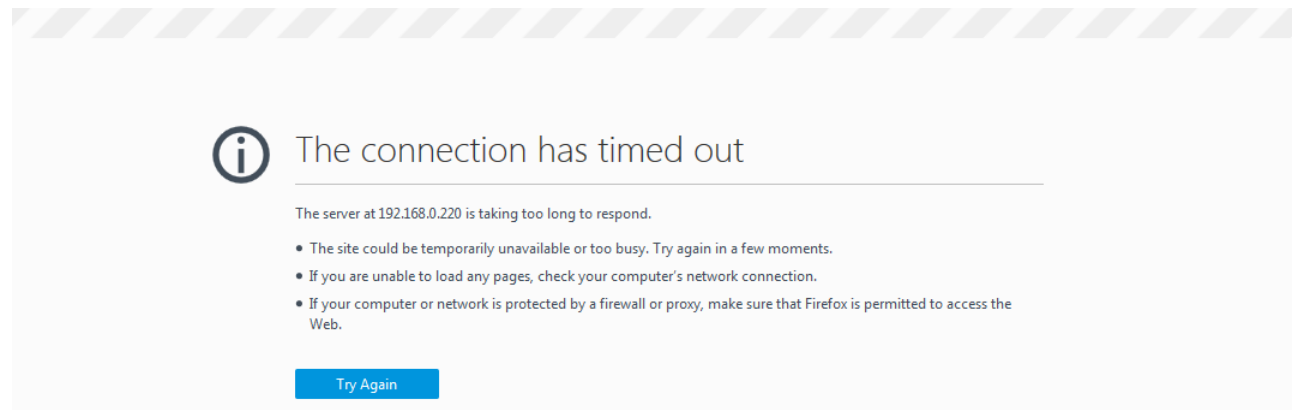 The connection has timed out
The server at 192.168.0.220 is taking too long to respond.
• The site could be temporarily unavailable or too busy. Try again in a few moments.
• If you are unable to load any pages, check your computer's network connection.
• If your computer or network is protected by a firewall or proxy, make sure that Firefox is permitted to access the
Web.
Try Again